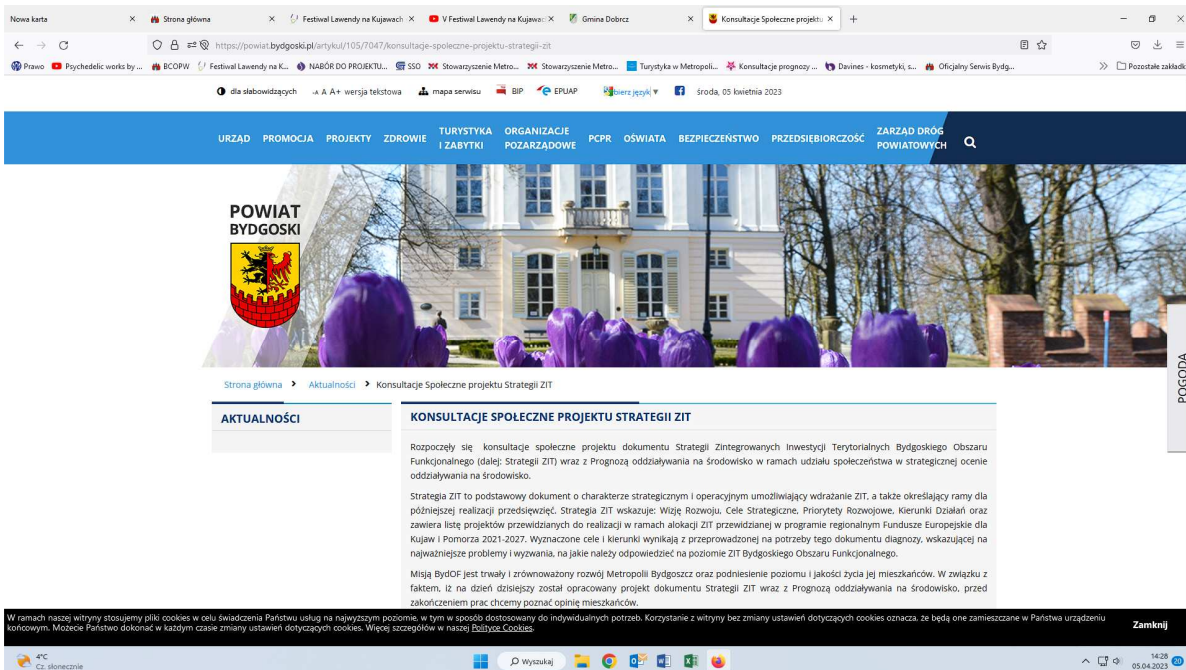 Nowa karta
Strona główna
Festiwal Lawendy na Kujawach
V Festiwal Lawendy na Kujawac
Gmina Dobrcz
Konsultacje Społeczne projektu
https://powiat.bydgoski.pl/artykul/105/7047/konsultacje-spoleczne-projektu-strategii-zit
Prawo
Psychedelic works by ...
BCOPW
Festiwal Lawendy na K...
NABÓR DO PROJEKTU...
SSO
Stowarzyszenie Metro...
Stowarzyszenie Metro...
Turystyka w Metropoli...
Konsultacje prognozy ...
Davines - kosmetyki, s...
Oficjalny Serwis Bydg...
Pozostałe zakładki
dla słabowidzących
-A A A+ wersja tekstowa
mapa serwisu
BIP
EPUAP
środa, 05 kwietnia 2023
URZĄD
PROMOCJA
PROJEKTY
ZDROWIE
TURYSTYKA
I ZABYTKI
ORGANIZACJE
POZARZĄDOWE
PCPR
OŚWIATA
BEZPIECZEŃSTWO
PRZEDSIĘBIORCZOŚĆ
ZARZĄD DRÓG
POWIATOWYCH
POWIAT
BYDGOSKI
POGODA
Strona główna > Aktualności > Konsultacje Społeczne projektu Strategii ZIT
AKTUALNOŚCI
KONSULTACJE SPOŁECZNE PROJEKTU STRATEGII ZIT
Rozpoczęły się konsultacje społeczne projektu dokumentu Strategii Zintegrowanych Inwestycji Terytorialnych Bydgoskiego Obszaru
Funkcjonalnego (dalej: Strategii ZIT) wraz z Prognozą oddziaływania na środowisko w ramach udziału społeczeństwa w strategicznej ocenie
oddziaływania na środowisko.
Strategia ZIT to podstawowy dokument o charakterze strategicznym i operacyjnym umożliwiający wdrażanie ZIT, a także określający ramy dla
późniejszej realizacji przedsięwzięć. Strategia ZIT wskazuje: Wizję Rozwoju, Cele Strategiczne, Priorytety Rozwojowe, Kierunki Działań oraz
zawiera listę projektów przewidzianych do realizacji w ramach alokacji ZIT przewidzianej w programie regionalnym Fundusze Europejskie dla
Kujaw i Pomorza 2021-2027. Wyznaczone cele i kierunki wynikają z przeprowadzonej na potrzeby tego dokumentu diagnozy, wskazującej na
najważniejsze problemy i wyzwania, na jakie należy odpowiedzieć na poziomie ZIT Bydgoskiego Obszaru Funkcjonalnego.
Misją BydOF jest trwały i zrównoważony rozwój Metropolii Bydgoszcz oraz podniesienie poziomu i jakości życia jej mieszkańców. W związku z
faktem, iż na dzień dzisiejszy został opracowany projekt dokumentu Strategii ZIT wraz z Prognozą oddziaływania na środowisko, przed
zakończeniem prac chcemy poznać opinię mieszkańców.
W ramach naszej witryny stosujemy pliki cookies w celu świadczenia Państwu usług na najwyższym poziomie, w tym w sposób dostosowany do indywidualnych potrzeb. Korzystanie z witryny bez zmiany ustawień dotyczących cookies oznacza, że będą one zamieszczane w Państwa urządzeniu
końcowym. Możecie Państwo dokonać w każdym czasie zmiany ustawień dotyczących cookies. Więcej szczegółów w naszej Polityce Cookies.
Zamknij
4°C
Cz. słonecznie
Wyszukaj
14:28
05.04.2023
20